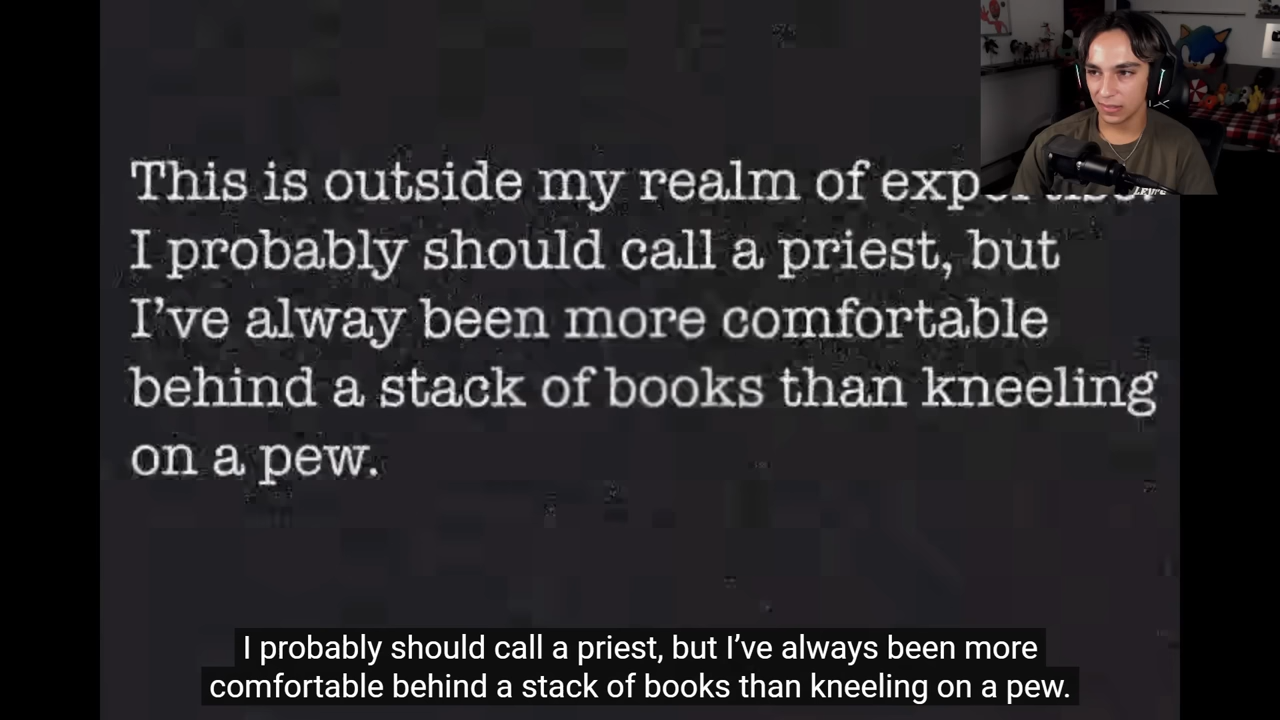 This is outside my realm of
I probably should call a priest, but
I’ve alway been more comfortable
behind a stack of books than kneeling
on a pew.
I probably should call a priest, but I’ve always been more
comfortable behind a stack of books than kneeling on a pew.